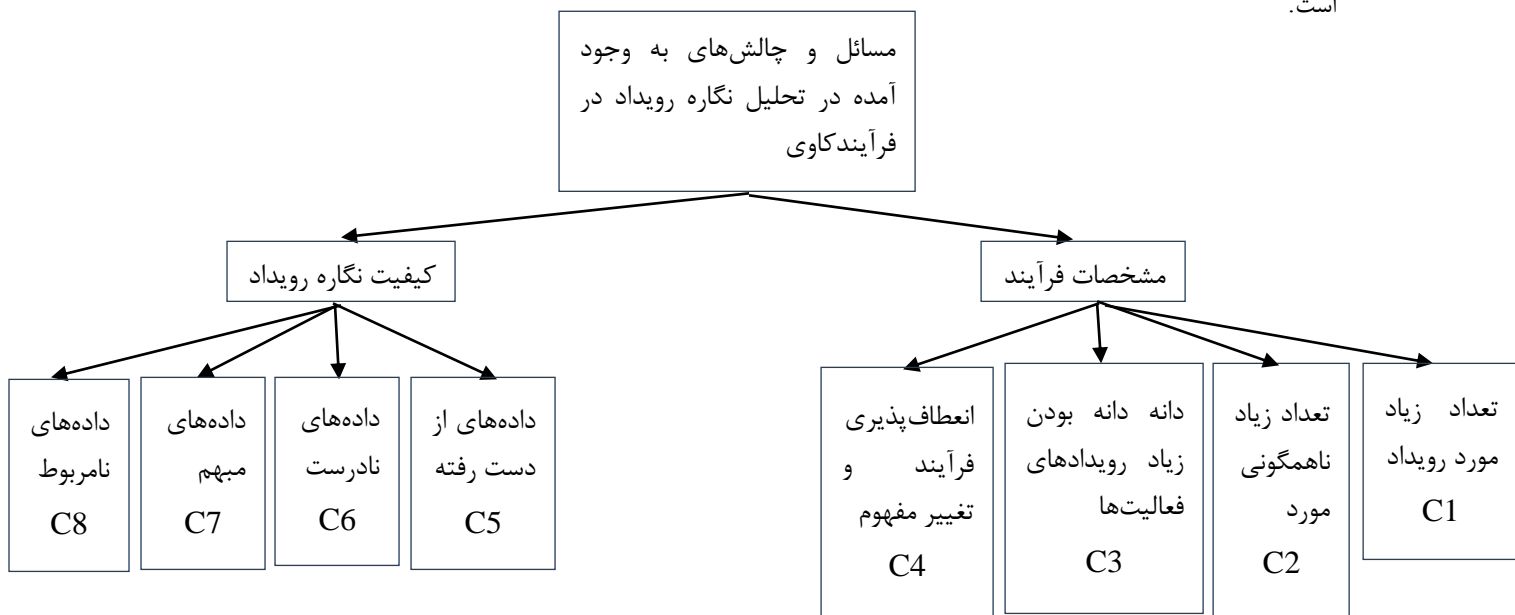 است.
مسائل و چالش‌های به وجود
آمده در تحلیل نگاره رویداد در
فرآیندکاوی
مشخصات فرآیند
کیفیت نگاره رویداد
تعداد زیاد
مورد رویداد
C1
تعداد زیاد
ناهمگونی
مورد
C2
دانه دانه بودن
زیاد رویدادهای
فعالیت‌ها
C3
انعطاف‌پذیری
فرآیند و
تغییر مفهوم
C4
داده‌های از
دست رفته
C5
داده‌های
نادرست
C6
داده‌های
مبهم
C7
داده‌های
نامربوط
C8